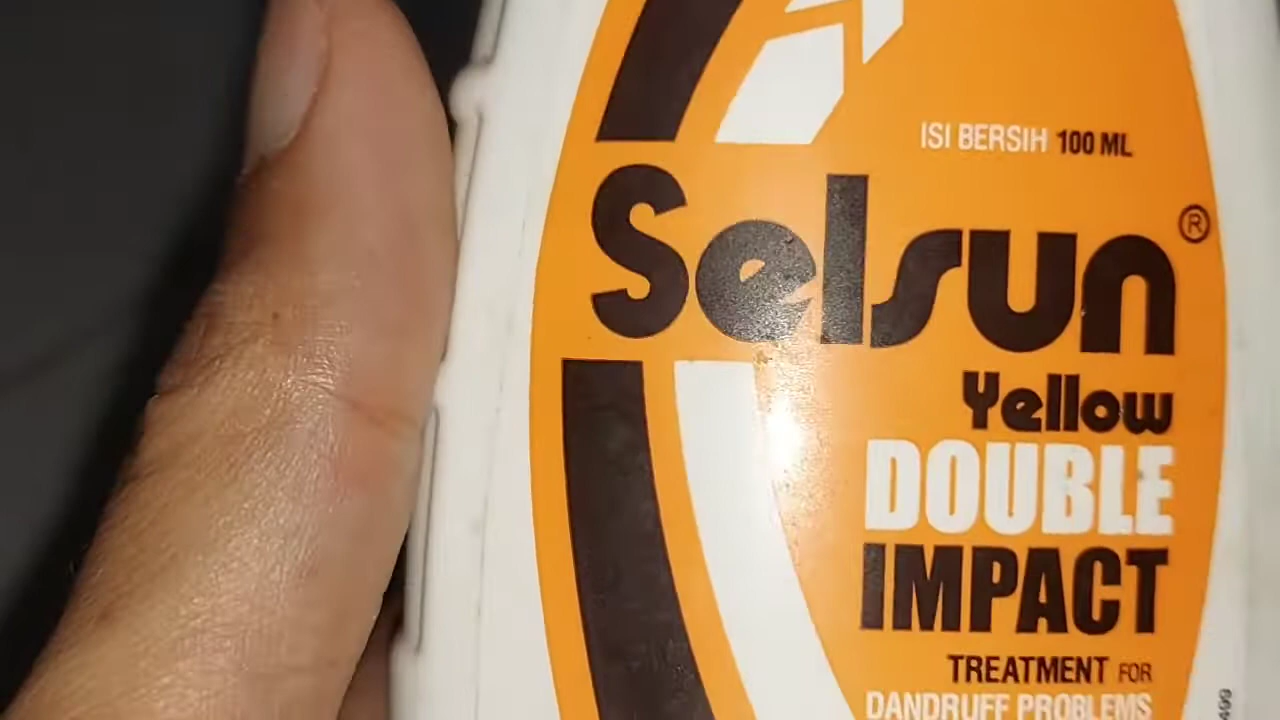 ISI BERSIH 100 ML
Selsun®
Yellow
DOUBLE
IMPACT
TREATMENT FOR
DANDRUFF PROBLEMS